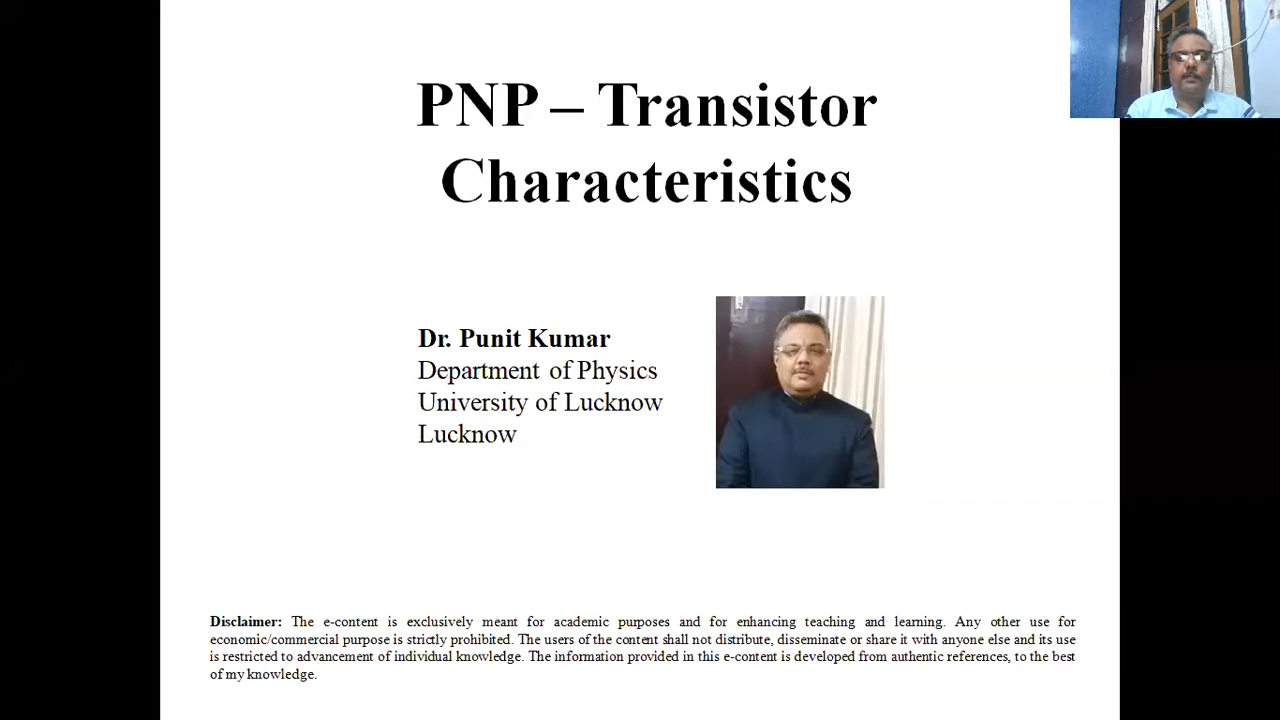 PNP – Transistor
Characteristics
Dr. Punit Kumar
Department of Physics
University of Lucknow
Lucknow
Disclaimer: The e-content is exclusively meant for academic purposes and for enhancing teaching and learning. Any other use for
economic/commercial purpose is strictly prohibited. The users of the content shall not distribute, disseminate or share it with anyone else and its use
is restricted to advancement of individual knowledge. The information provided in this e-content is developed from authentic references, to the best
of my knowledge.